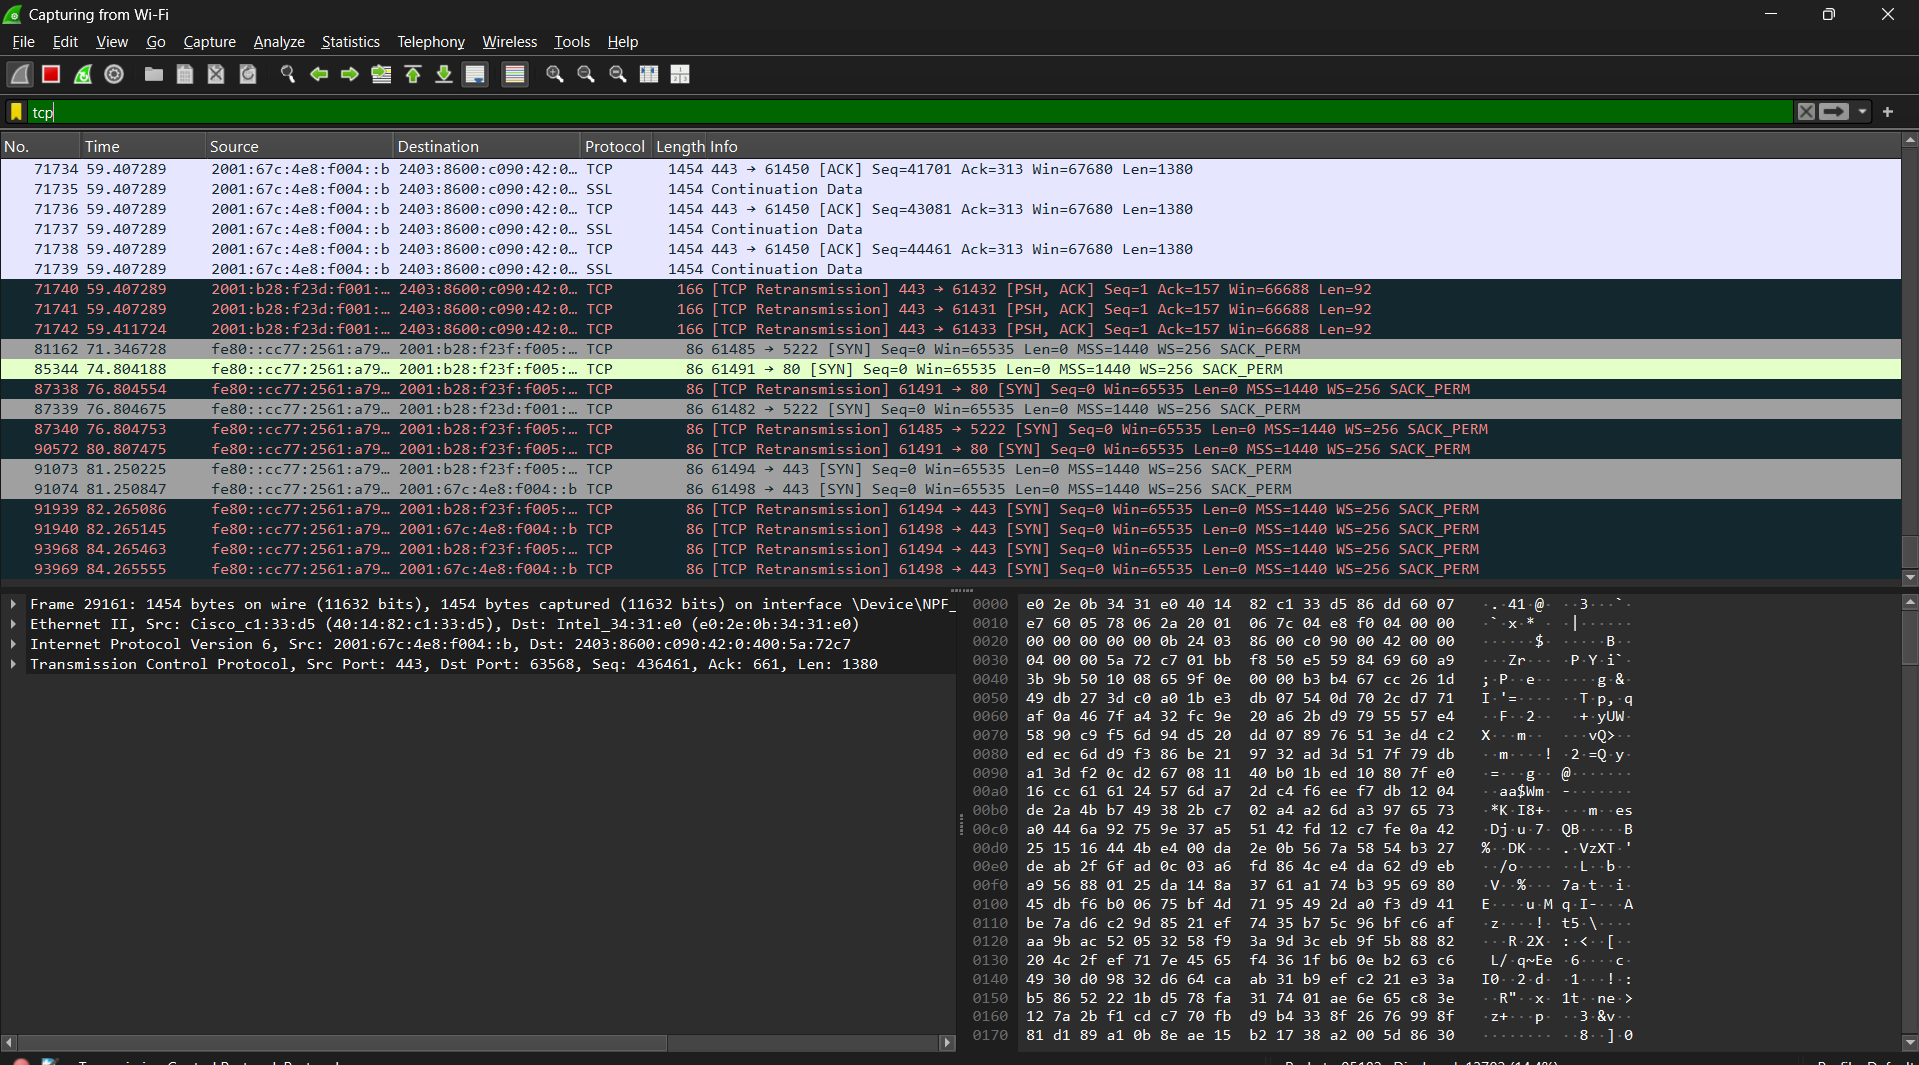 Capturing from Wi-Fi
File Edit View Go Capture Analyze Statistics Telephony Wireless Tools Help
tcp
No. Time Source Destination Protocol Length Info
71734 59.407289 2001:67c:4e8:f004::b 2403:8600:c090:42:0… TCP 1454 443 → 61450 [ACK] Seq=41701 Ack=313 Win=67680 Len=1380
71735 59.407289 2001:67c:4e8:f004::b 2403:8600:c090:42:0… SSL 1454 Continuation Data
71736 59.407289 2001:67c:4e8:f004::b 2403:8600:c090:42:0… TCP 1454 443 → 61450 [ACK] Seq=43081 Ack=313 Win=67680 Len=1380
71737 59.407289 2001:67c:4e8:f004::b 2403:8600:c090:42:0… SSL 1454 Continuation Data
71738 59.407289 2001:67c:4e8:f004::b 2403:8600:c090:42:0… TCP 1454 443 → 61450 [ACK] Seq=44461 Ack=313 Win=67680 Len=1380
71739 59.407289 2001:67c:4e8:f004::b 2403:8600:c090:42:0… SSL 1454 Continuation Data
71740 59.407289 2001:b28:f23d:f001:… 2403:8600:c090:42:0… TCP 166 [TCP Retransmission] 443 → 61432 [PSH, ACK] Seq=1 Ack=157 Win=66688 Len=92
71741 59.407289 2001:b28:f23d:f001:… 2403:8600:c090:42:0… TCP 166 [TCP Retransmission] 443 → 61431 [PSH, ACK] Seq=1 Ack=157 Win=66688 Len=92
71742 59.411724 2001:b28:f23d:f001:… 2403:8600:c090:42:0… TCP 166 [TCP Retransmission] 443 → 61433 [PSH, ACK] Seq=1 Ack=157 Win=66688 Len=92
81162 71.346728 fe80::cc77:2561:a79… 2001:b28:f23f:f005:… TCP 86 61485 → 5222 [SYN] Seq=0 Win=65535 Len=0 MSS=1440 WS=256 SACK_PERM
85344 74.804188 fe80::cc77:2561:a79… 2001:b28:f23f:f005:… TCP 86 61491 → 80 [SYN] Seq=0 Win=65535 Len=0 MSS=1440 WS=256 SACK_PERM
87338 76.804554 fe80::cc77:2561:a79… 2001:b28:f23f:f005:… TCP 86 [TCP Retransmission] 61491 → 80 [SYN] Seq=0 Win=65535 Len=0 MSS=1440 WS=256 SACK_PERM
87339 76.804675 fe80::cc77:2561:a79… 2001:b28:f23d:f001:… TCP 86 61482 → 5222 [SYN] Seq=0 Win=65535 Len=0 MSS=1440 WS=256 SACK_PERM
87340 76.804753 fe80::cc77:2561:a79… 2001:b28:f23f:f005:… TCP 86 [TCP Retransmission] 61485 → 5222 [SYN] Seq=0 Win=65535 Len=0 MSS=1440 WS=256 SACK_PERM
90572 80.807475 fe80::cc77:2561:a79… 2001:b28:f23f:f005:… TCP 86 [TCP Retransmission] 61491 → 80 [SYN] Seq=0 Win=65535 Len=0 MSS=1440 WS=256 SACK_PERM
91073 81.250225 fe80::cc77:2561:a79… 2001:b28:f23f:f005:… TCP 86 61494 → 443 [SYN] Seq=0 Win=65535 Len=0 MSS=1440 WS=256 SACK_PERM
91074 81.250847 fe80::cc77:2561:a79… 2001:67c:4e8:f004::b TCP 86 61498 → 443 [SYN] Seq=0 Win=65535 Len=0 MSS=1440 WS=256 SACK_PERM
91939 82.265086 fe80::cc77:2561:a79… 2001:b28:f23f:f005:… TCP 86 [TCP Retransmission] 61494 → 443 [SYN] Seq=0 Win=65535 Len=0 MSS=1440 WS=256 SACK_PERM
91940 82.265145 fe80::cc77:2561:a79… 2001:67c:4e8:f004::b TCP 86 [TCP Retransmission] 61498 → 443 [SYN] Seq=0 Win=65535 Len=0 MSS=1440 WS=256 SACK_PERM
93968 84.265463 fe80::cc77:2561:a79… 2001:b28:f23f:f005:… TCP 86 [TCP Retransmission] 61494 → 443 [SYN] Seq=0 Win=65535 Len=0 MSS=1440 WS=256 SACK_PERM
93969 84.265555 fe80::cc77:2561:a79… 2001:67c:4e8:f004::b TCP 86 [TCP Retransmission] 61498 → 443 [SYN] Seq=0 Win=65535 Len=0 MSS=1440 WS=256 SACK_PERM
Frame 29161: 1454 bytes on wire (11632 bits), 1454 bytes captured (11632 bits) on interface \Device\NPF_
Ethernet II, Src: Cisco_c1:33:d5 (40:14:82:c1:33:d5), Dst: Intel_34:31:e0 (e0:2e:0b:34:31:e0)
Internet Protocol Version 6, Src: 2001:67c:4e8:f004::b, Dst: 2403:8600:c090:42:0:400:5a:72c7
Transmission Control Protocol, Src Port: 443, Dst Port: 63568, Seq: 436461, Ack: 661, Len: 1380
0000 e0 2e 0b 34 31 e0 40 14 82 c1 33 d5 86 dd 60 07 ·.·41·@· ··3···`·
0010 e7 60 05 78 06 2a 20 01 06 7c 04 e8 f0 04 00 00 ·`·x·* · ·|······
0020 00 00 00 00 00 0b 24 03 86 00 c0 90 00 42 00 00 ······$· ·····B··
0030 04 00 00 5a 72 c7 01 bb f8 50 e5 59 84 69 60 a9 ···Zr··· ·P·Y·i`·
0040 3b 9b 50 10 08 65 9f 0e 00 00 b3 b4 67 cc 26 1d ;·P··e·· ····g·&·
0050 49 db 27 3d c0 a0 1b e3 db 07 54 0d 70 2c d7 71 I·'=···· ··T·p,·q
0060 af 0a 46 7f a4 32 fc 9e 20 a6 2b d9 79 55 57 e4 ··F··2·· ·+·yUW·
0070 58 90 c9 f5 6d 94 d5 20 dd 07 89 76 51 3e d4 c2 X···m·· ···vQ>··
0080 ed ec 6d d9 f3 86 be 21 97 32 ad 3d 51 7f 79 db ··m····! ·2·=Q·y·
0090 a1 3d f2 0c d2 67 08 11 40 b0 1b ed 10 80 7f e0 ·=···g·· @·······
00a0 16 cc 61 61 24 57 6d a7 2d c4 f6 ee f7 db 12 04 ··aa$Wm· -·······
00b0 de 2a 4b b7 49 38 2b c7 02 a4 a2 6d a3 97 65 73 ·*K·I8+· ···m··es
00c0 a0 44 6a 92 75 9e 37 a5 51 42 fd 12 c7 fe 0a 42 ·Dj·u·7· QB·····B
00d0 25 15 16 44 4b e4 00 da 2e 0b 56 7a 58 54 b3 27 %··DK··· .·VzXT·'
00e0 de ab 2f 6f ad 0c 03 a6 fd 86 4c e4 da 62 d9 eb ··/o···· ··L··b··
00f0 a9 56 88 01 25 da 14 8a 37 61 a1 74 b3 95 69 80 ·V··%··· 7a·t··i·
0100 45 db f6 b0 06 75 bf 4d 71 95 49 2d a0 f3 d9 41 E····u·M q·I-···A
0110 be 7a d6 c2 9d 85 21 ef 74 35 b7 5c 96 bf c6 af ·z····!· t5·\····
0120 aa 9b ac 52 05 32 58 f9 3a 9d 3c eb 9f 5b 88 82 ···R·2X· :·<··[··
0130 20 4c 2f ef 71 7e 45 65 f4 36 1f b6 0e b2 63 c6 L/·q~Ee ·6····c·
0140 49 30 d0 98 32 d6 64 ca ab 31 b9 ef c2 21 e3 3a I0··2·d· ·1···!·:
0150 b5 86 52 22 1b d5 78 fa 31 74 01 ae 6e 65 c8 3e ··R"··x· 1t··ne·>
0160 12 7a 2b f1 cd c7 70 fb d9 b4 33 8f 26 76 99 8f ·z+···p· ··3·&v··
0170 81 d1 89 a1 0b 8e ae 15 b2 17 38 a2 00 5d 86 30 ········ ··8··]·0